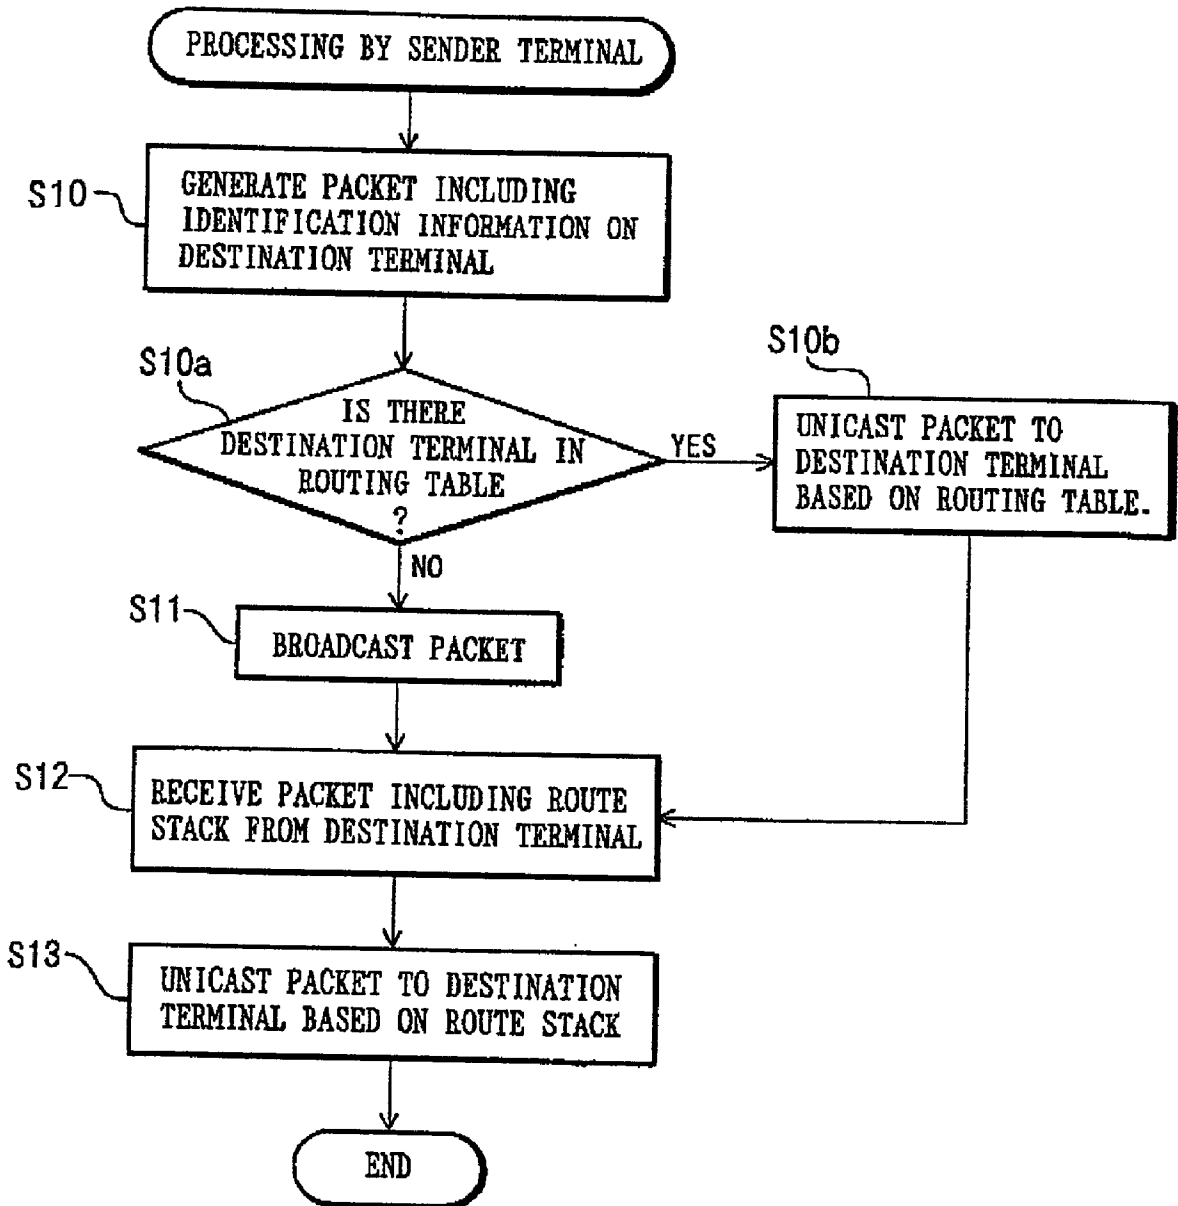 PROCESSING BY SENDER TERMINAL
S10
GENERATE PACKET INCLUDING
IDENTIFICATION INFORMATION ON
DESTINATION TERMINAL
S10a
IS THERE
DESTINATION TERMINAL IN
ROUTING TABLE
?
YES
S10b
UNICAST PACKET TO
DESTINATION TERMINAL
BASED ON ROUTING TABLE.
NO
S11
BROADCAST PACKET
S12
RECEIVE PACKET INCLUDING ROUTE
STACK FROM DESTINATION TERMINAL
S13
UNICAST PACKET TO DESTINATION
TERMINAL BASED ON ROUTE STACK
END